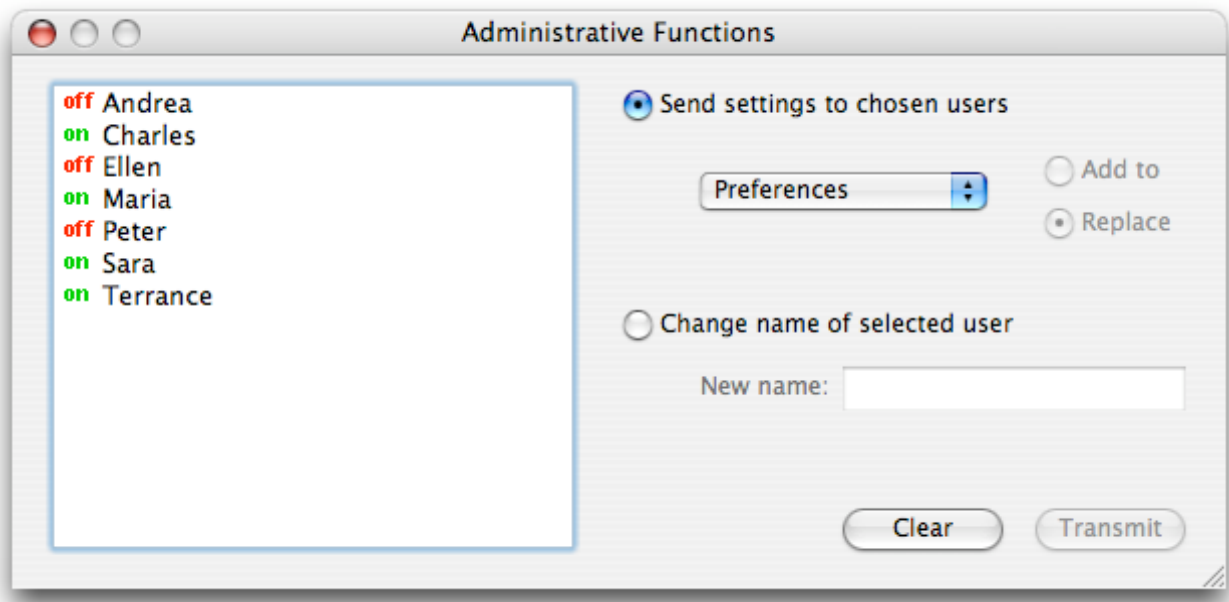 Administrative Functions
off Andrea
on Charles
off Ellen
on Maria
off Peter
on Sara
on Terrance
Send settings to chosen users
Preferences
Add to
Replace
Change name of selected user
New name:
Clear
Transmit